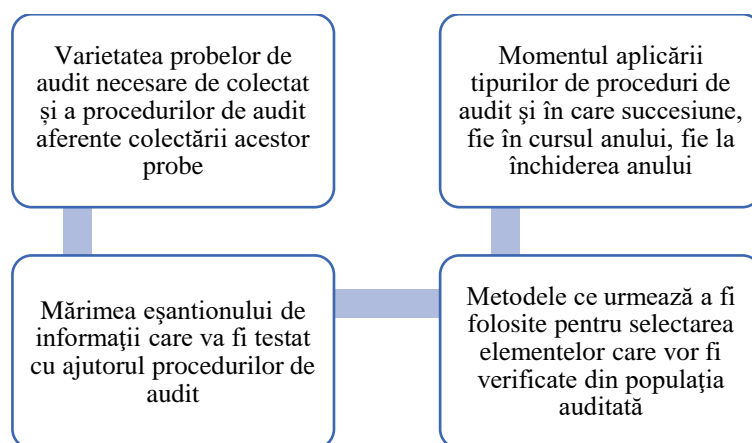 Varietatea probelor de
audit necesare de colectat
și a procedurilor de audit
aferente colectării acestor
probe
Mărimea eşantionului de
informaţii care va fi testat
cu ajutorul procedurilor de
audit
Metodele ce urmează a fi
folosite pentru selectarea
elementelor care vor fi
verificate din populaţia
auditată
Momentul aplicării
tipurilor de proceduri de
audit şi în care succesiune,
fie în cursul anului, fie la
închiderea anului